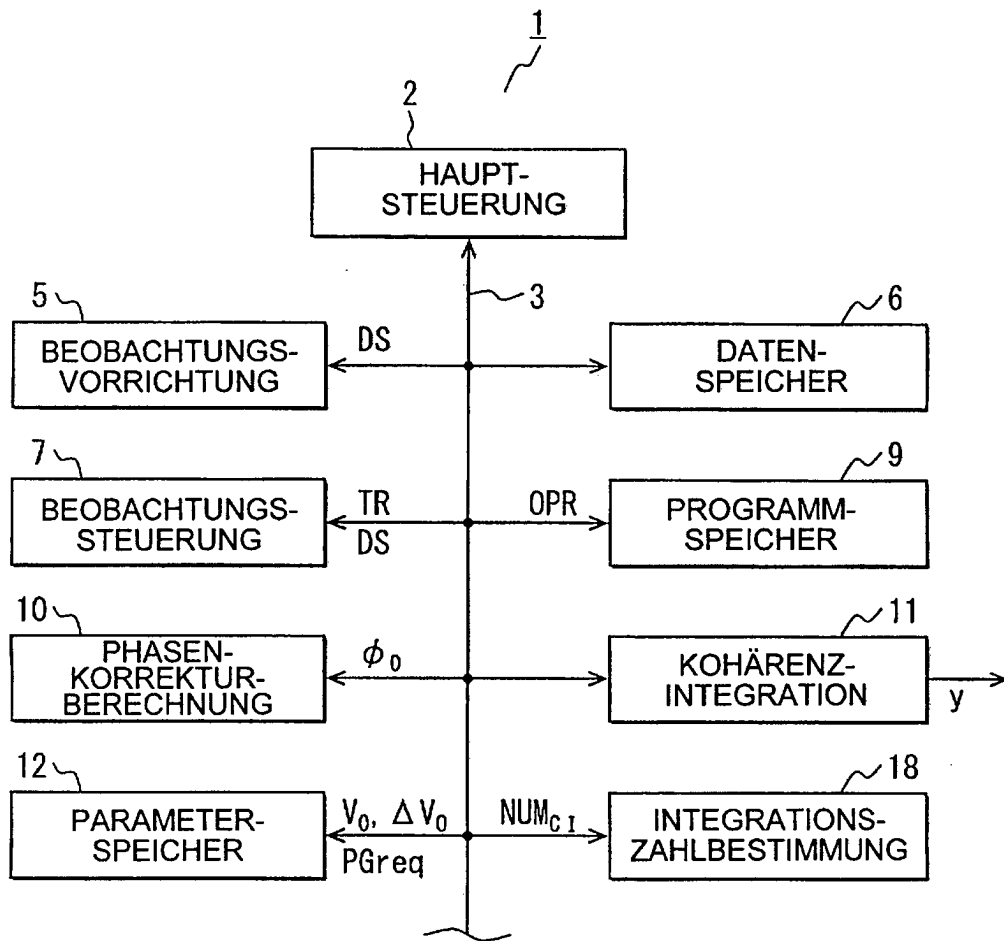 1
2
HAUPT-
STEUERUNG
3
5
BEOBACHTUNGS-
VORRICHTUNG
DS
6
DATEN-
SPEICHER
7
BEOBACHTUNGS-
STEUERUNG
TR
DS
OPR
9
PROGRAMM-
SPEICHER
10
PHASEN-
KORREKTUR-
BERECHNUNG
ϕ₀
11
KOHÄRENZ-
INTEGRATION
y
12
PARAMETER-
SPEICHER
V₀, ΔV₀
PGreq
NUM_CI
18
INTEGRATIONS-
ZAHLBESTIMMUNG